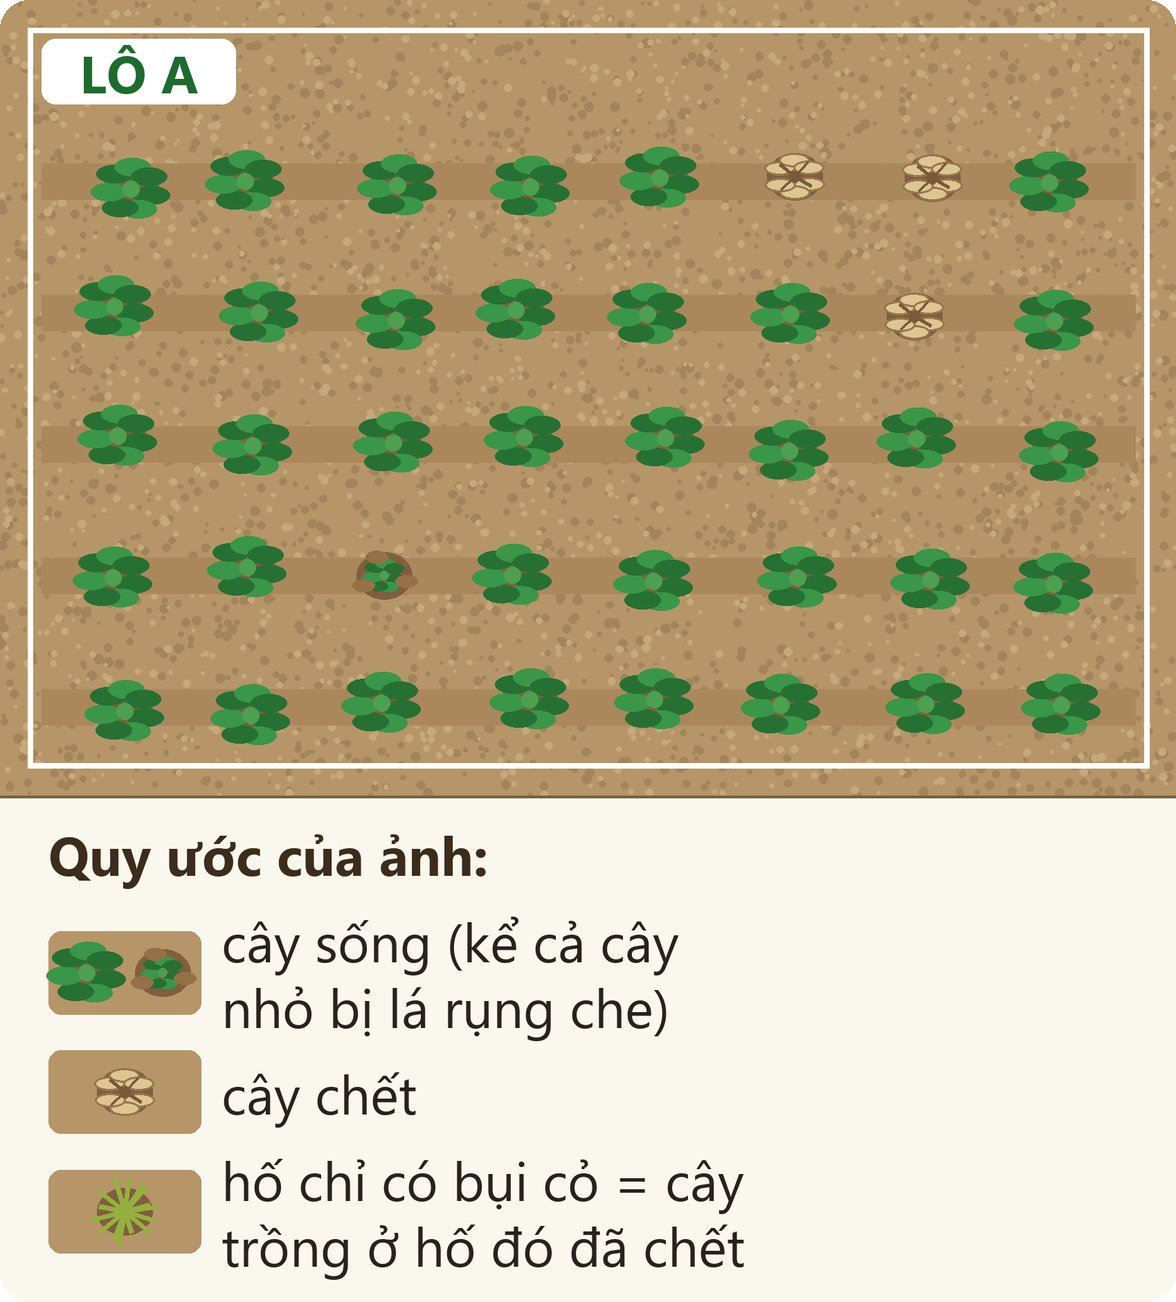 LÔ A
Quy ước của ảnh:
cây sống (kể cả cây
nhỏ bị lá rụng che)
cây chết
hố chỉ có bụi cỏ = cây
trồng ở hố đó đã chết